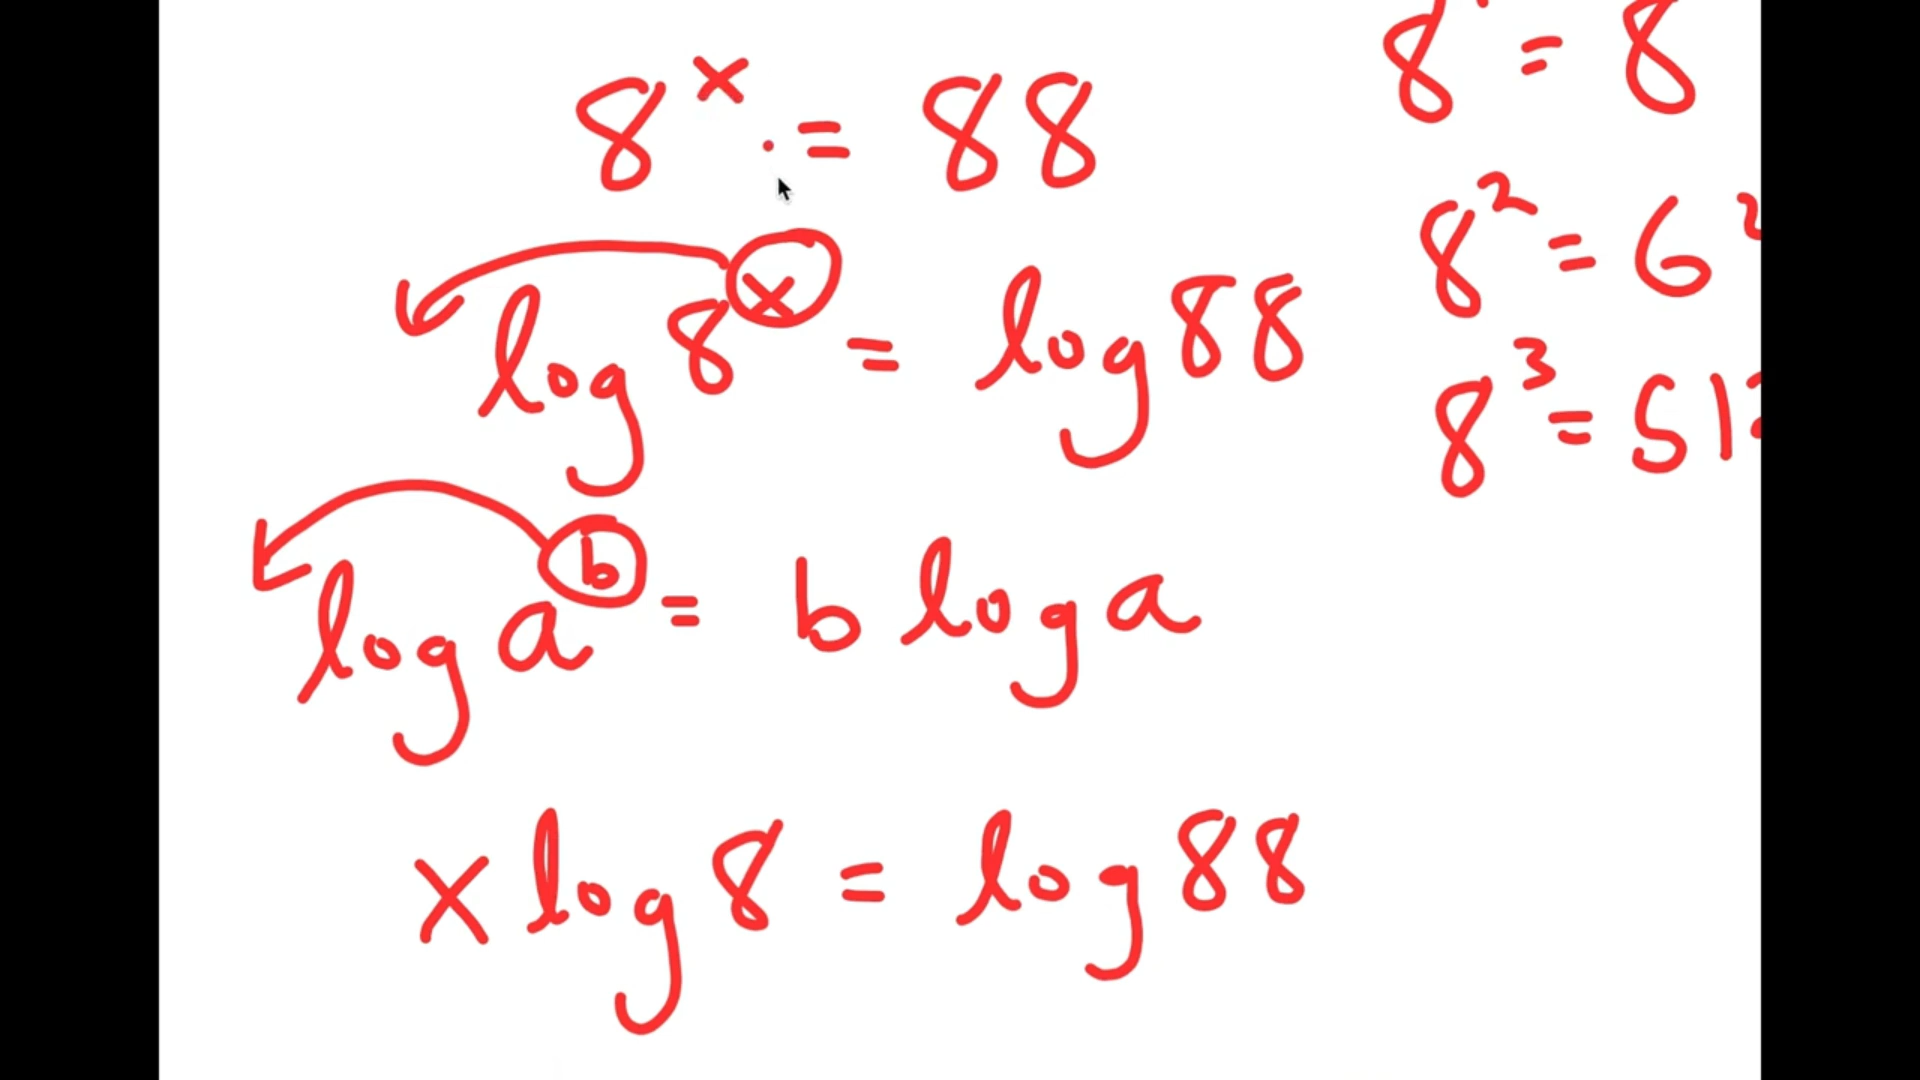 8^x . = 88
log 8^x = log 88
log a^b = b log a
x log 8 = log 88
= 8
8^2 = 6
8^3 = 51